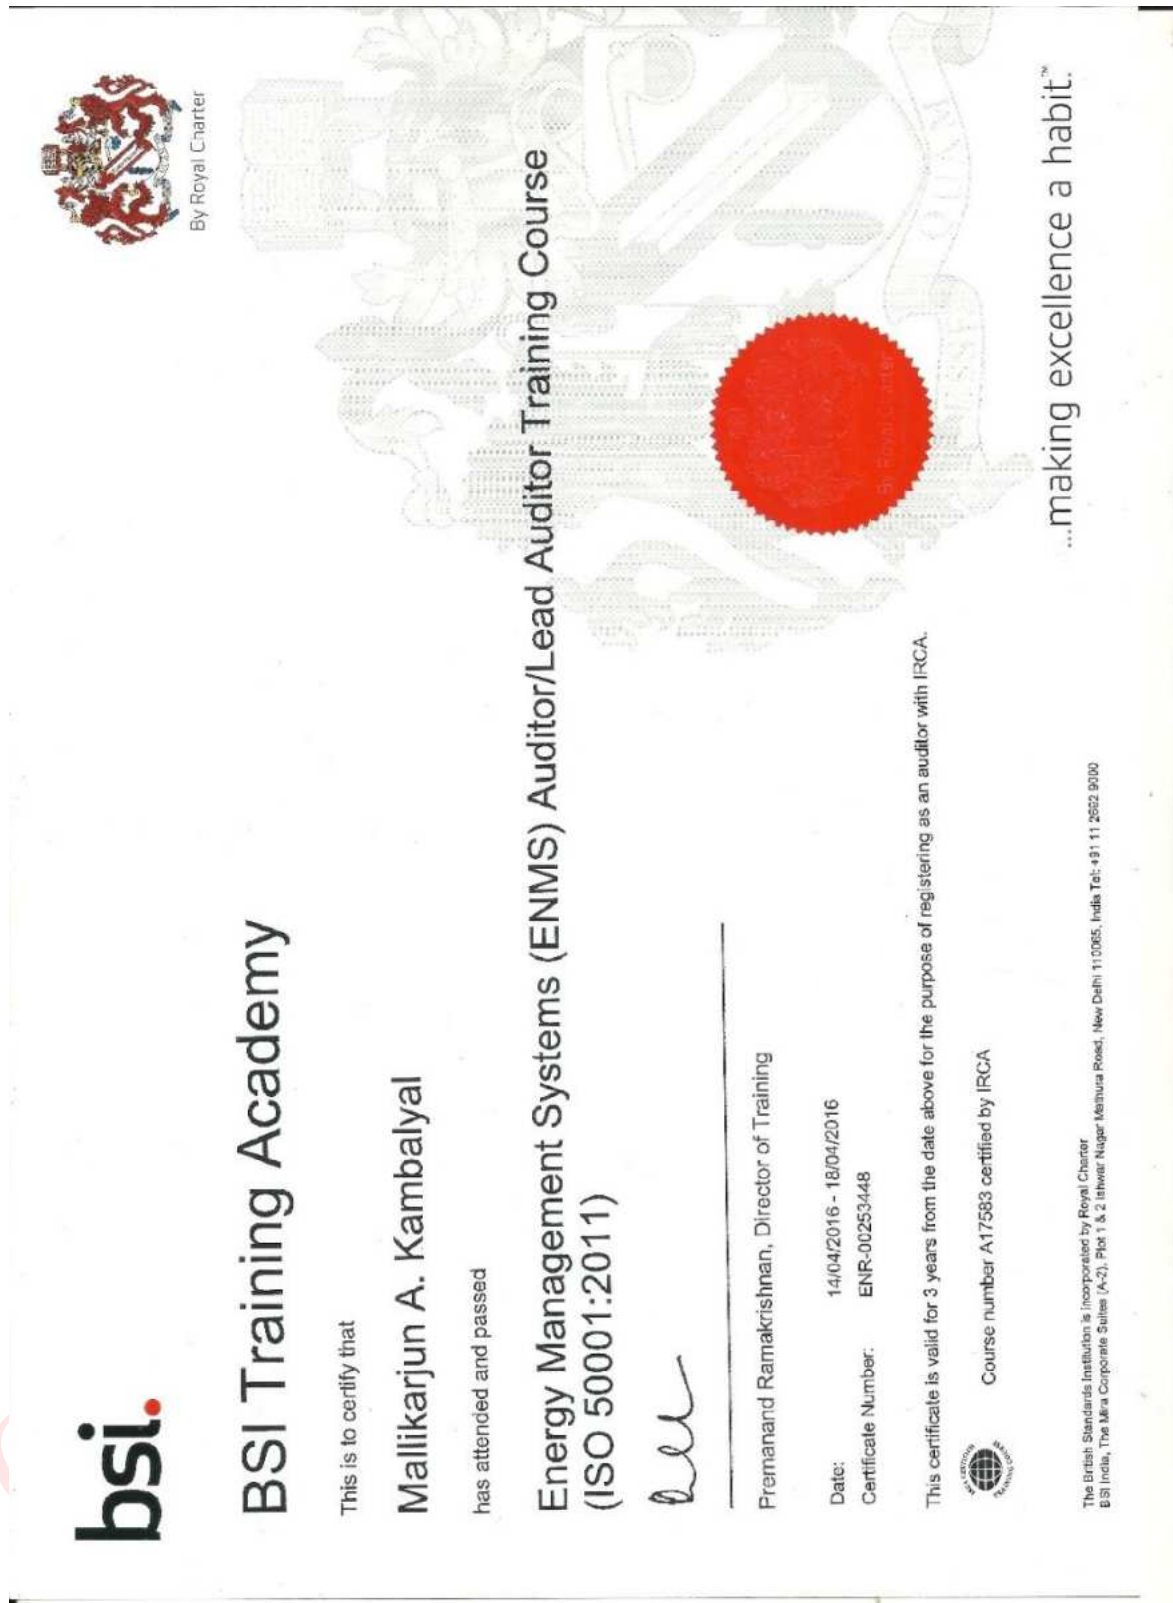 bsi.
By Royal Charter
BSI Training Academy
This is to certify that
Mallikarjun A. Kambalyal
has attended and passed
Energy Management Systems (ENMS) Auditor/Lead Auditor Training Course
(ISO 50001:2011)
Premanand Ramakrishnan, Director of Training
Date: 14/04/2016 - 18/04/2016
Certificate Number: ENR-00253448
This certificate is valid for 3 years from the date above for the purpose of registering as an auditor with IRCA.
Course number A17583 certified by IRCA
By Royal Charter
...making excellence a habit.™
The British Standards Institution is incorporated by Royal Charter
BSI India, The Mira Corporate Suites (A-2), Plot 1 & 2 Ishwar Nagar Mathura Road, New Delhi 110065, India Tel: +91 11 2692 9000